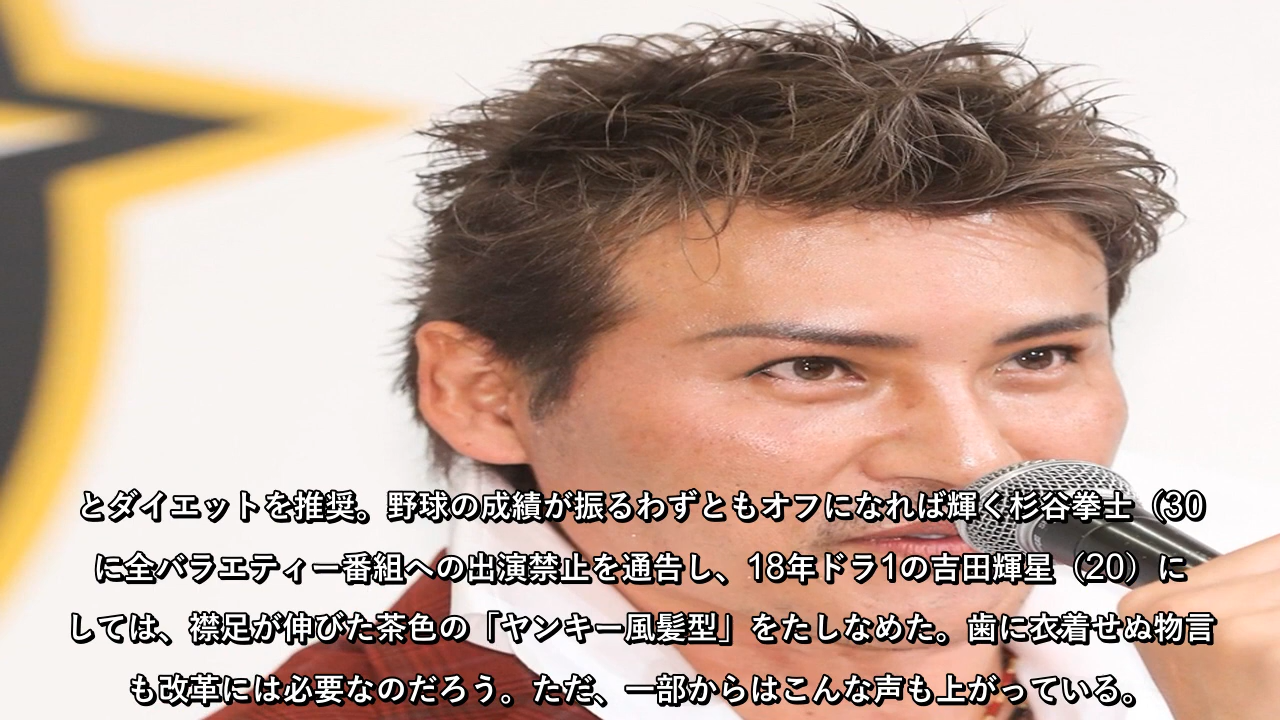 とダイエットを推奨。野球の成績が振るわずともオフになれば輝く杉谷拳士（30
に全バラエティー番組への出演禁止を通告し、18年ドラ1の吉田輝星（20）に
しては、襟足が伸びた茶色の「ヤンキー風髪型」をたしなめた。歯に衣着せぬ物言
も改革には必要なのだろう。ただ、一部からはこんな声も上がっている。